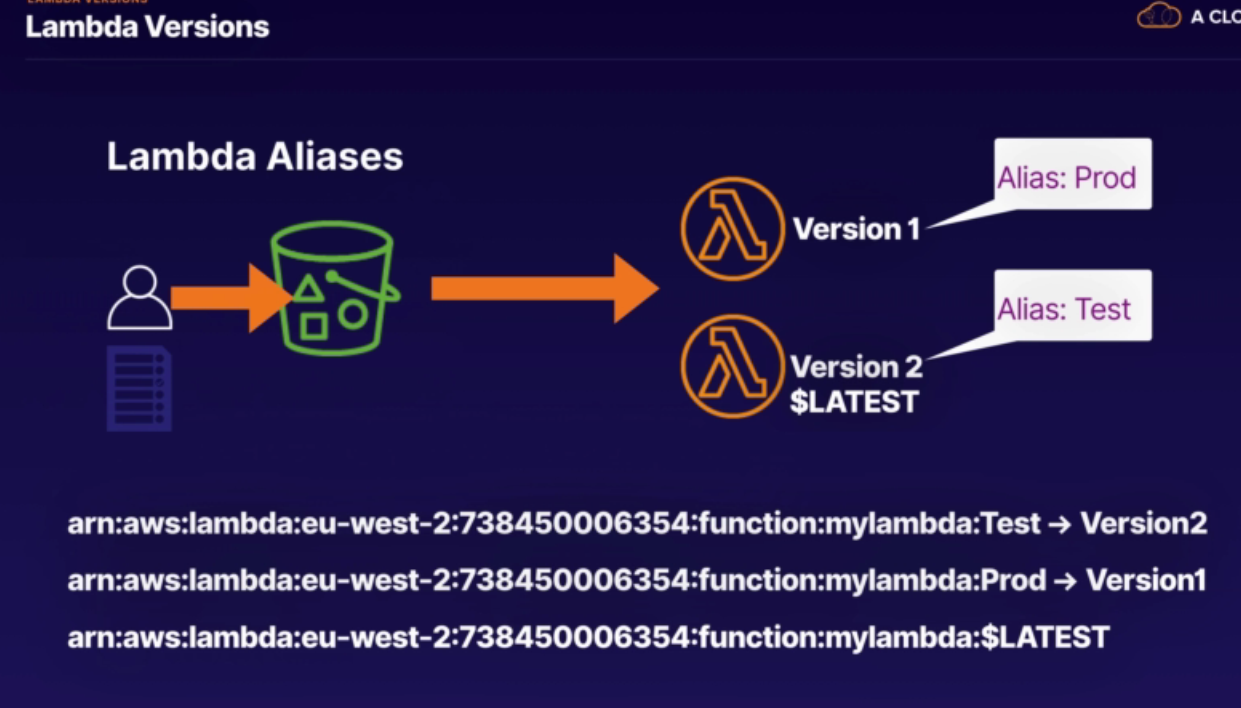 LAMBDA VERSIONS
Lambda Versions
A CLO
Lambda Aliases
Alias: Prod
Version 1
Alias: Test
Version 2
$LATEST
arn:aws:lambda:eu-west-2:738450006354:function:mylambda:Test → Version2
arn:aws:lambda:eu-west-2:738450006354:function:mylambda:Prod → Version1
arn:aws:lambda:eu-west-2:738450006354:function:mylambda:$LATEST